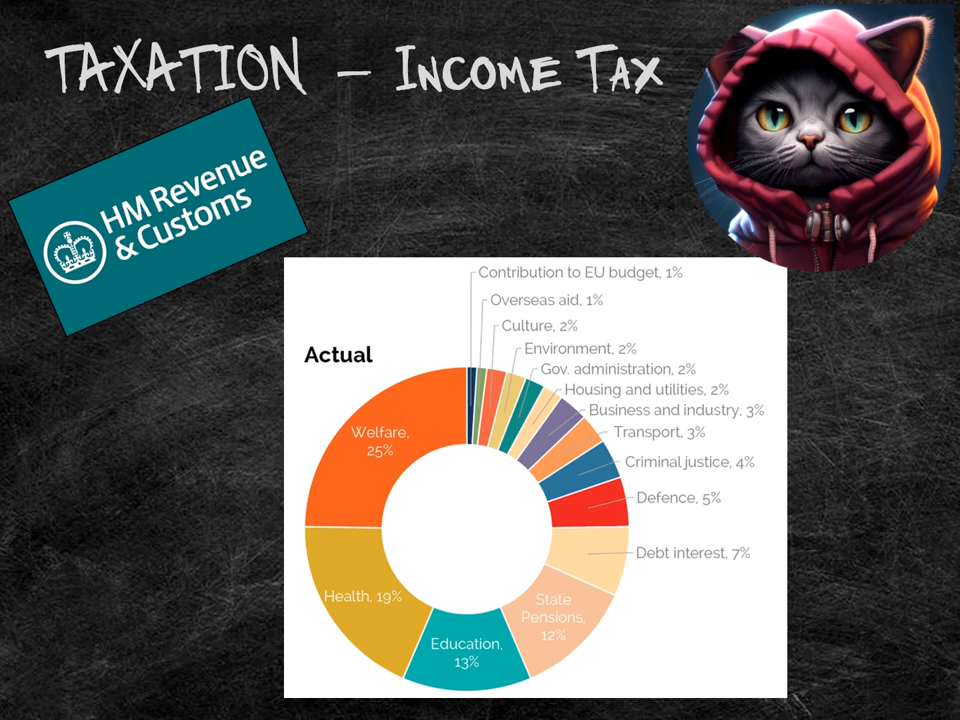 TAXATION – INCOME TAX
HM Revenue
& Customs
Contribution to EU budget, 1%
Overseas aid, 1%
Culture, 2%
Environment, 2%
Actual
Gov. administration, 2%
Housing and utilities, 2%
Business and industry, 3%
Transport, 3%
Welfare,
25%
Criminal justice, 4%
Defence, 5%
Debt interest, 7%
Health, 19%
State
Pensions,
12%
Education,
13%